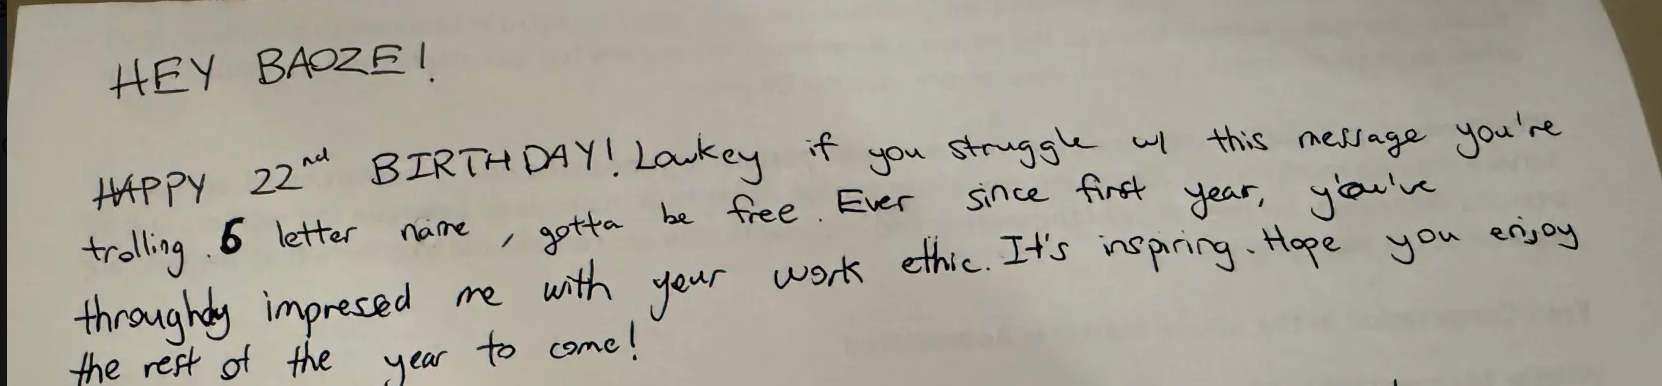 HEY BAOZE!
HAPPY 22nd BIRTHDAY! Lowkey if you struggle w/ this message you're
trolling. 6 letter name, gotta be free. Ever since first year, you've
throughly impressed me with your work ethic. It's inspiring. Hope you enjoy
the rest of the year to come!